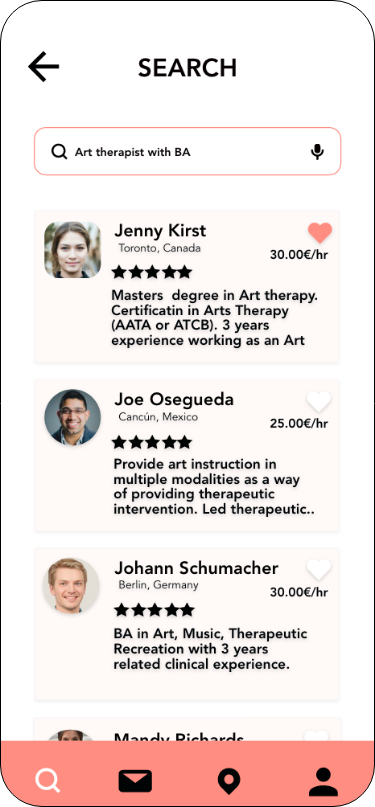 SEARCH
Art therapist with BA
Jenny Kirst
Toronto, Canada
30.00€/hr
Masters degree in Art therapy.
Certificatin in Arts Therapy
(AATA or ATCB). 3 years
experience working as an Art
Joe Osegueda
Cancún, Mexico
25.00€/hr
Provide art instruction in
multiple modalities as a way
of providing therapeutic
intervention. Led therapeutic..
Johann Schumacher
Berlin, Germany
30.00€/hr
BA in Art, Music, Therapeutic
Recreation with 3 years
related clinical experience.
Mandy Richards